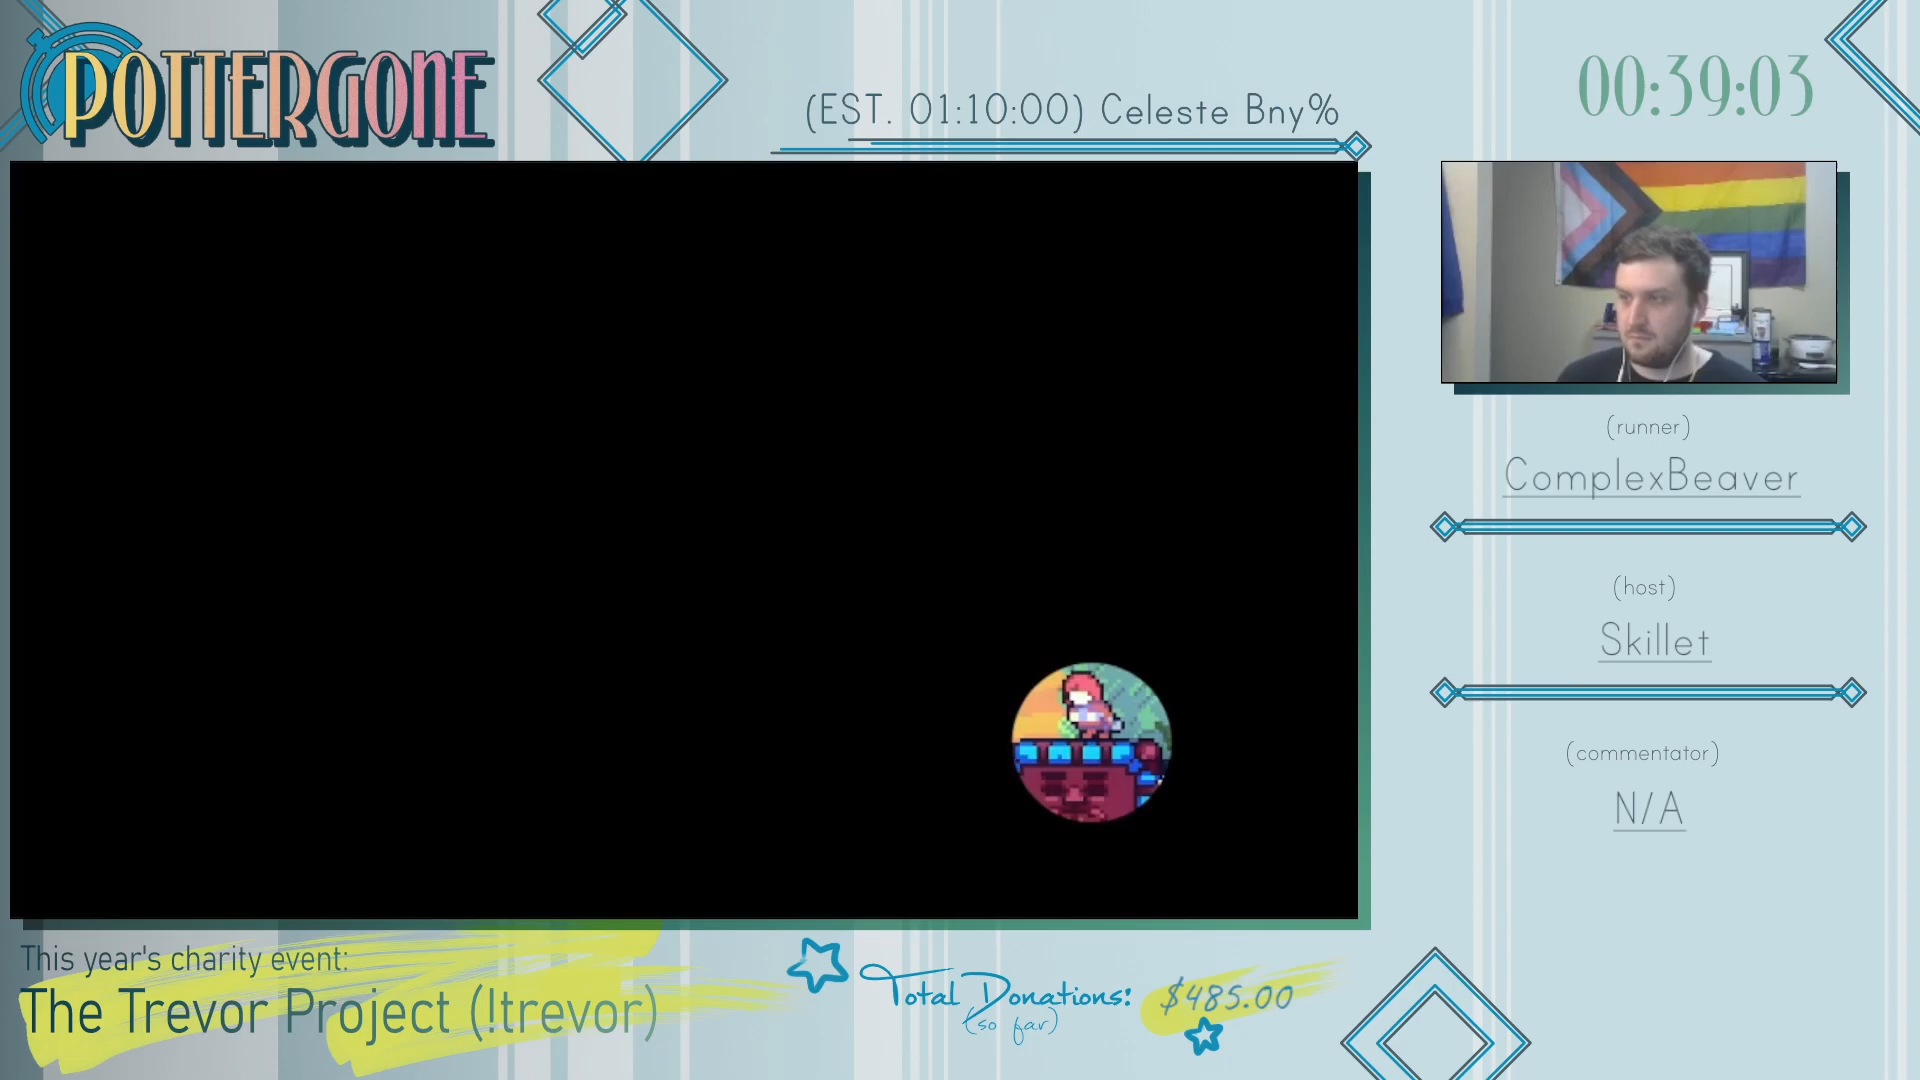 POTTERGONE
(EST. 01:10:00) Celeste Bny%
00:39:03
(runner)
ComplexBeaver
(host)
Skillet
(commentator)
N/A
This year's charity event:
The Trevor Project (!trevor)
Total Donations: $485.00
(so far)